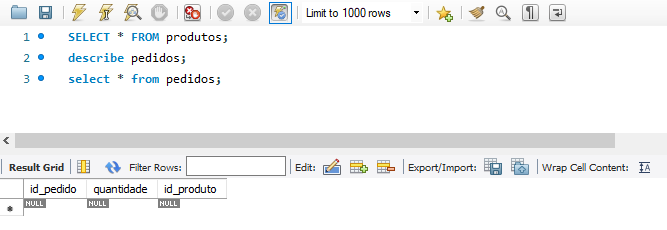 Limit to 1000 rows
1 SELECT * FROM produtos;
2 describe pedidos;
3 select * from pedidos;
Result Grid Filter Rows: Edit: Export/Import: Wrap Cell Content: IA
id_pedido quantidade id_produto
* NULL NULL NULL